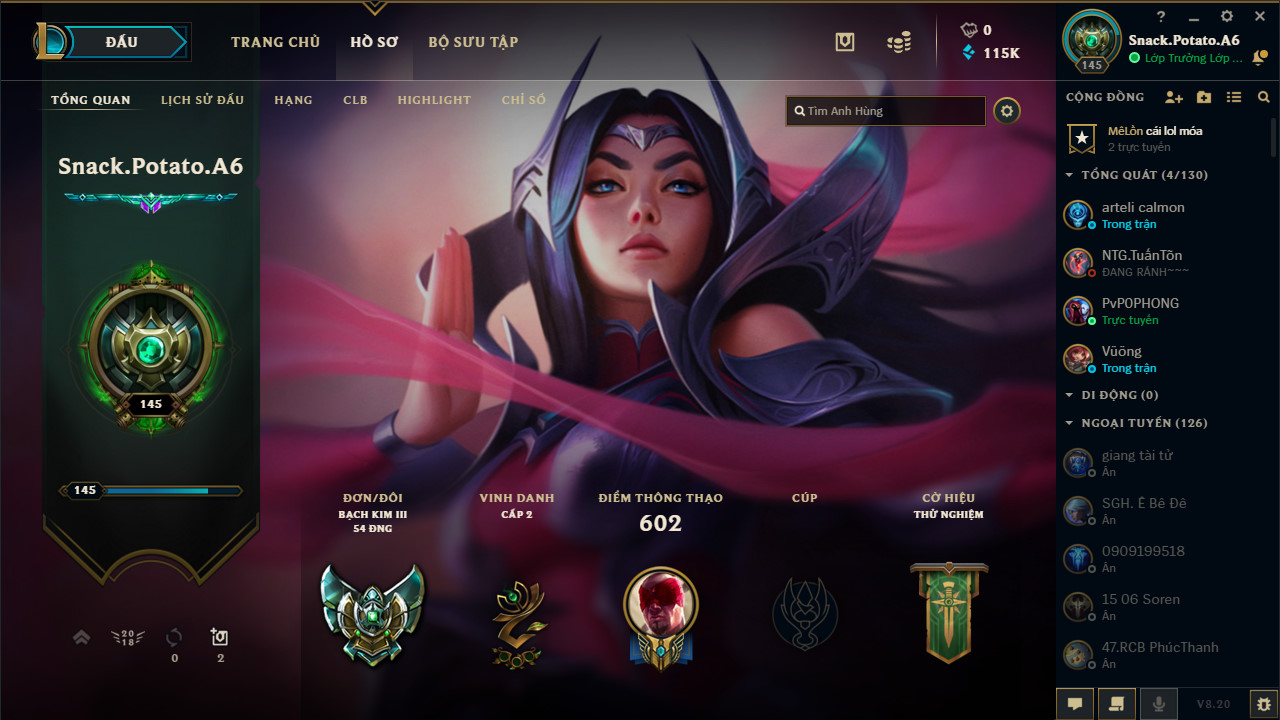 ĐẤU
TRANG CHỦ
HỒ SƠ
BỘ SƯU TẬP
0
115K
?
Snack.Potato.A6
145
Lớp Trưởng Lớp ...
TỔNG QUAN
LỊCH SỬ ĐẤU
HẠNG
CLB
HIGHLIGHT
CHỈ SỐ
Tìm Anh Hùng
Snack.Potato.A6
145
145
2018
0
2
ĐƠN/ĐÔI
BẠCH KIM III
54 ĐNG
VINH DANH
CẤP 2
ĐIỂM THÔNG THẠO
602
CÚP
CỜ HIỆU
THỬ NGHIỆM
CỘNG ĐỒNG
MêLồn cái lol móa
2 trực tuyến
TỔNG QUÁT (4/130)
arteli calmon
Trong trận
NTG.TuấnTồn
ĐANG RẢNH~~~
PvP0PHONG
Trực tuyến
Vüöng
Trong trận
DI ĐỘNG (0)
NGOẠI TUYẾN (126)
giang tài tử
Ẩn
SGH. Ê Bê Đê
Ẩn
0909199518
Ẩn
15 06 Soren
Ẩn
47.RCB PhúcThanh
Ẩn
V8.20